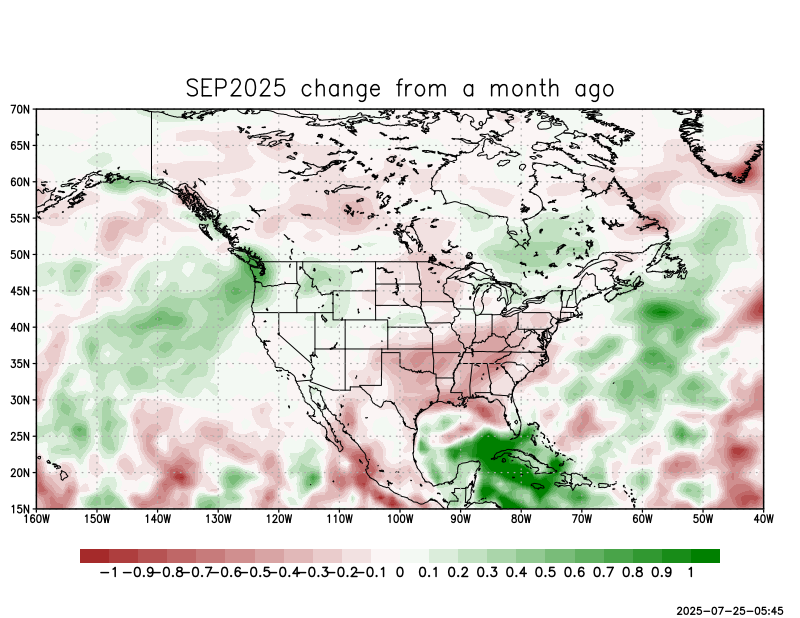 SEP2025 change from a month ago
70N
65N
60N
55N
50N
45N
40N
35N
30N
25N
20N
15N
160W 150W 140W 130W 120W 110W 100W 90W 80W 70W 60W 50W 40W
-1 -0.9 -0.8 -0.7 -0.6 -0.5 -0.4 -0.3 -0.2 -0.1 0 0.1 0.2 0.3 0.4 0.5 0.6 0.7 0.8 0.9 1
2025-07-25-05:45